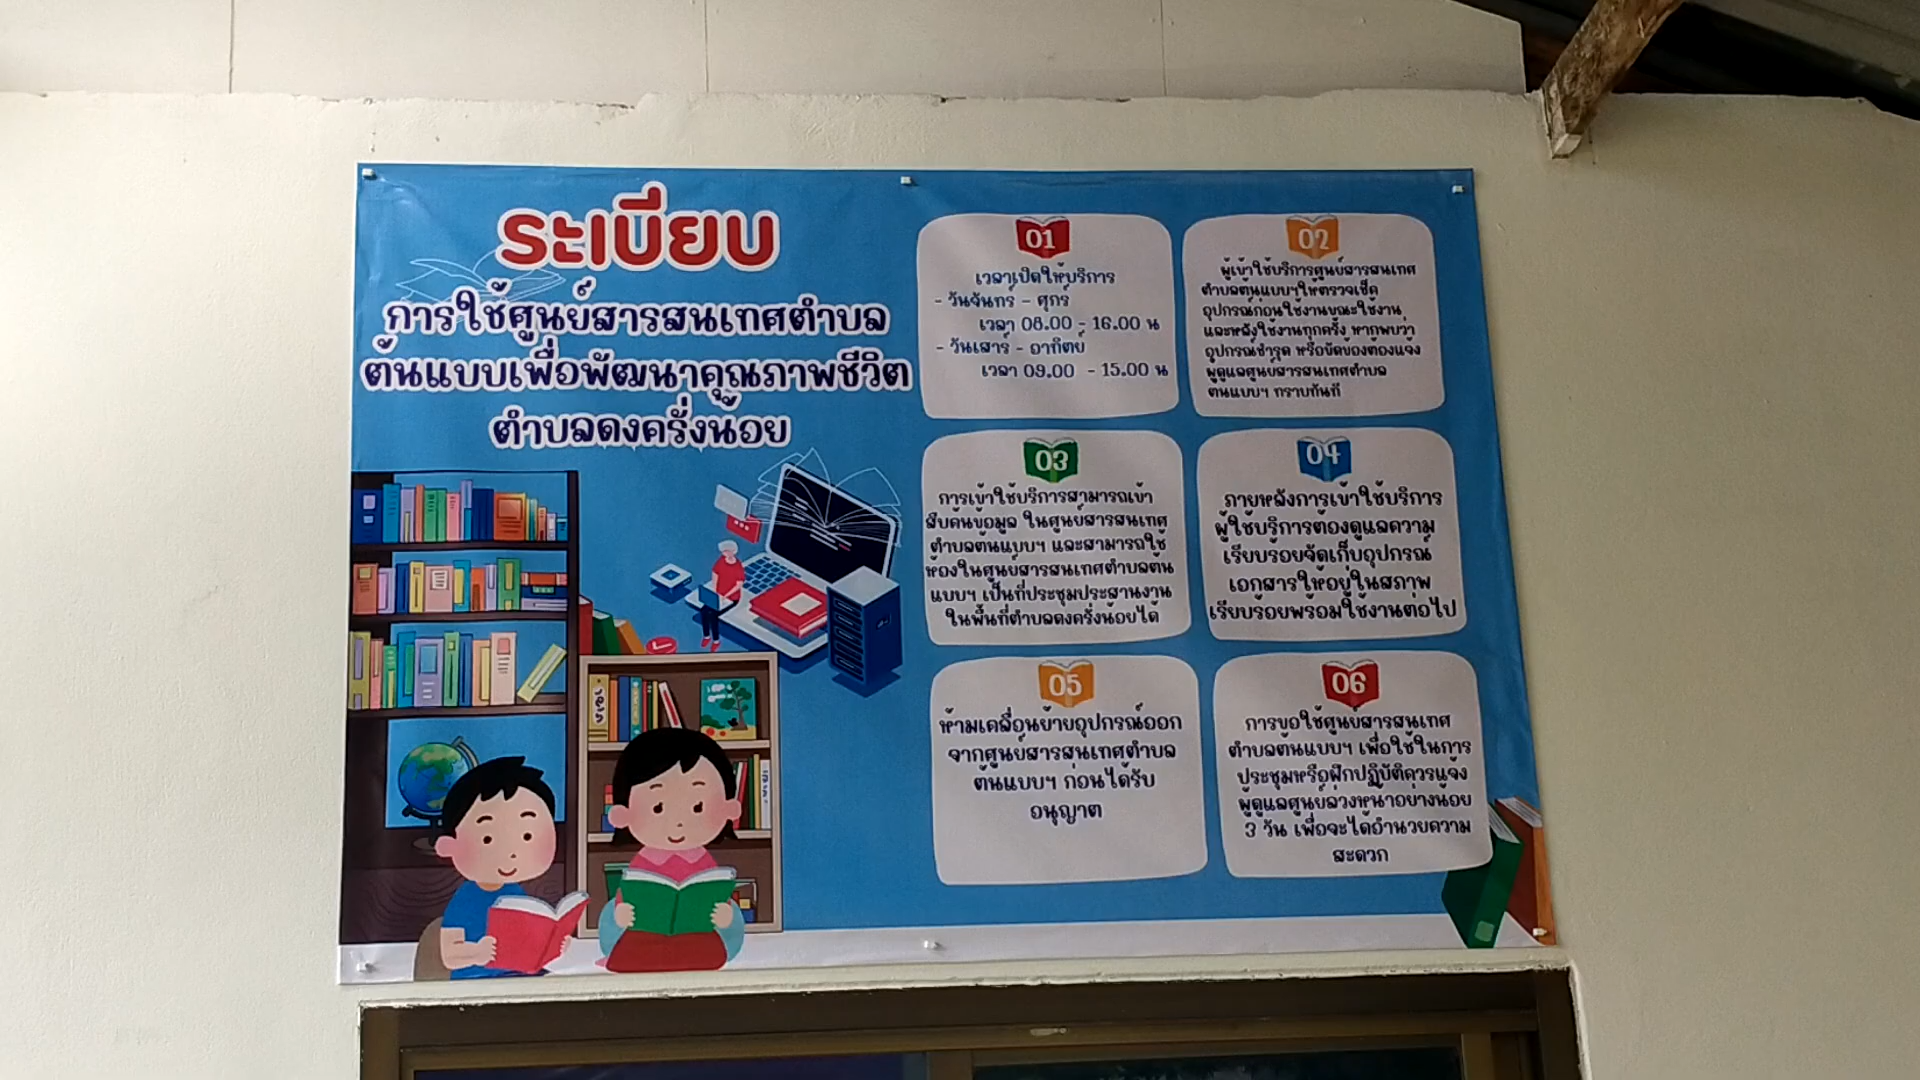 ระเบียบ
การใช้ศูนย์สารสนเทศตำบล
ต้นแบบเพื่อพัฒนาคุณภาพชีวิต
ตำบลดงครั่งน้อย
01
เวลาเปิดให้บริการ
- วันจันทร์ - ศุกร์
เวลา 08.00 - 16.00 น
- วันเสาร์ - อาทิตย์
เวลา 09.00 - 15.00 น
02
ผู้เข้าใช้บริการศูนย์สารสนเทศ
ตำบลต้นแบบฯให้ตรวจเช็ค
อุปกรณ์ก่อนใช้งานขณะใช้งาน
และหลังใช้งานทุกครั้ง หากพบว่า
อุปกรณ์ชำรุด หรือขัดข้องต้องแจ้ง
ผู้ดูแลศูนย์สารสนเทศตำบล
ต้นแบบฯ ทราบทันที
03
การเข้าใช้บริการสามารถเข้า
สืบค้นข้อมูล ในศูนย์สารสนเทศ
ตำบลต้นแบบฯ และสามารถใช้
ห้องในศูนย์สารสนเทศตำบลต้น
แบบฯ เป็นที่ประชุมประสานงาน
ในพื้นที่ตำบลดงครั่งน้อยได้
04
ภายหลังการเข้าใช้บริการ
ผู้ใช้บริการต้องดูแลความ
เรียบร้อยจัดเก็บอุปกรณ์
เอกสารให้อยู่ในสภาพ
เรียบร้อยพร้อมใช้งานต่อไป
05
ห้ามเคลื่อนย้ายอุปกรณ์ออก
จากศูนย์สารสนเทศตำบล
ต้นแบบฯ ก่อนได้รับ
อนุญาต
06
การขอใช้ศูนย์สารสนเทศ
ตำบลต้นแบบฯ เพื่อใช้ในการ
ประชุมหรือฝึกปฏิบัติควรแจ้ง
ผู้ดูแลศูนย์ล่วงหน้าอย่างน้อย
3 วัน เพื่อจะได้อำนวยความ
สะดวก